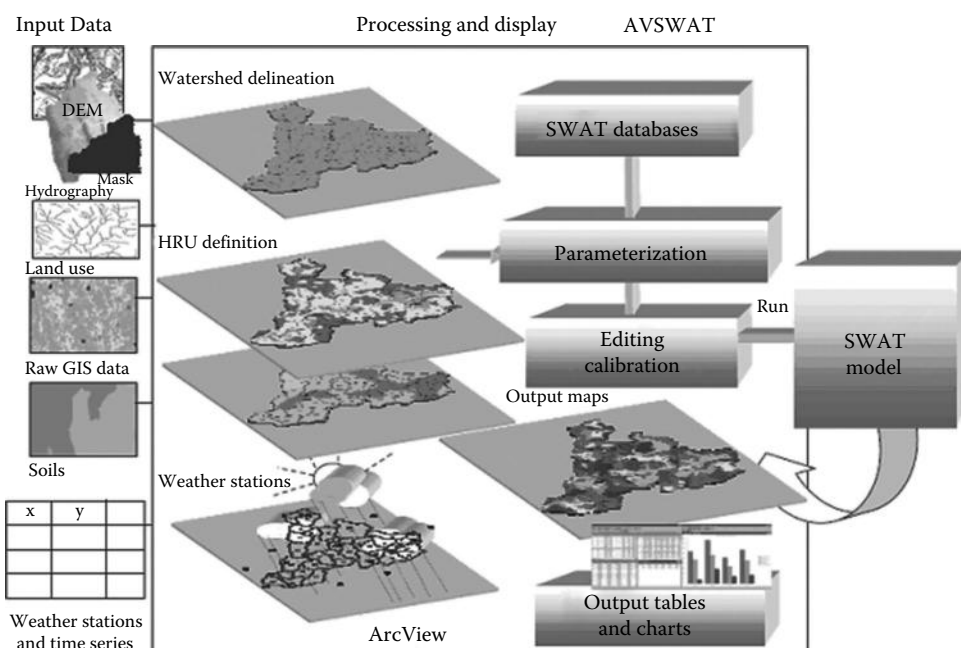 Input Data
Processing and display
AVSWAT
Watershed delineation
DEM
Mask
SWAT databases
Hydrography
HRU definition
Parameterization
Land use
Run
Editing
calibration
SWAT
model
Raw GIS data
Output maps
Soils
Weather stations
x y
Weather stations
and time series
ArcView
Output tables
and charts